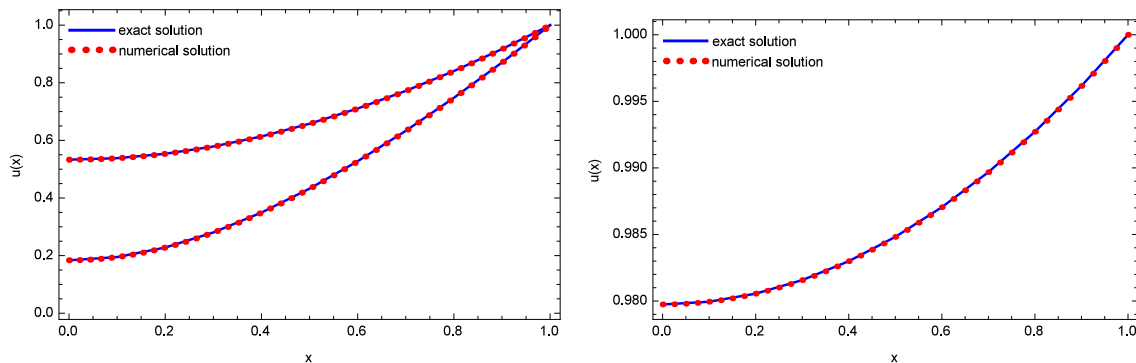 1.0
0.8
0.6
0.4
0.2
0.0
u(x)
exact solution
numerical solution
0.0 0.2 0.4 0.6 0.8 1.0
x
1.000
0.995
0.990
0.985
0.980
u(x)
exact solution
numerical solution
0.0 0.2 0.4 0.6 0.8 1.0
x